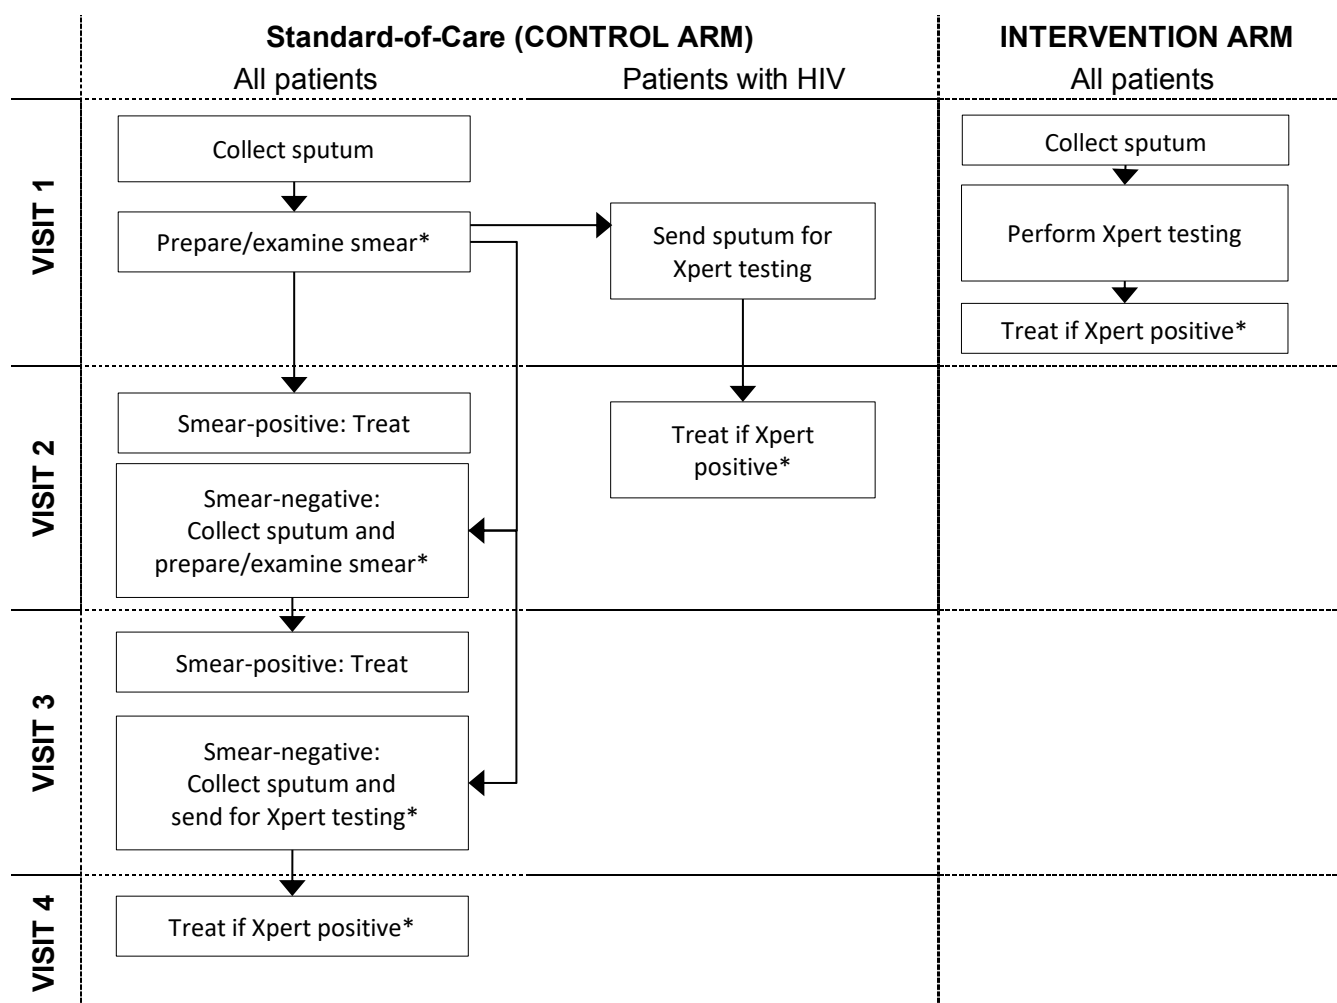 Standard-of-Care (CONTROL ARM)
INTERVENTION ARM
All patients
Patients with HIV
All patients
VISIT 1
Collect sputum
Prepare/examine smear*
Send sputum for
Xpert testing
Collect sputum
Perform Xpert testing
Treat if Xpert positive*
VISIT 2
Smear-positive: Treat
Smear-negative:
Collect sputum and
prepare/examine smear*
Treat if Xpert
positive*
VISIT 3
Smear-positive: Treat
Smear-negative:
Collect sputum and
send for Xpert testing*
VISIT 4
Treat if Xpert positive*